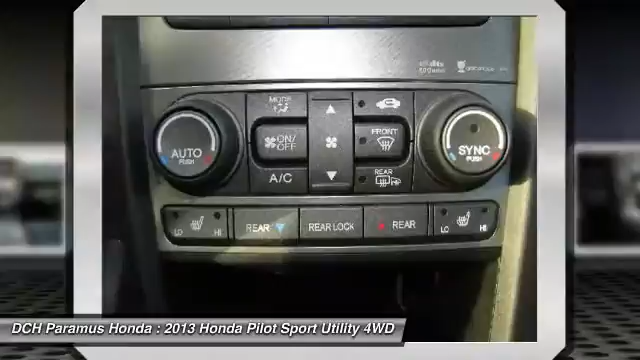 MODE
AUTO
PUSH
ON/
OFF
A/C
FRONT
REAR
SYNC
PUSH
LO HI
REAR
REAR LOCK
REAR
LO HI
DCH Paramus Honda : 2013 Honda Pilot Sport Utility 4WD